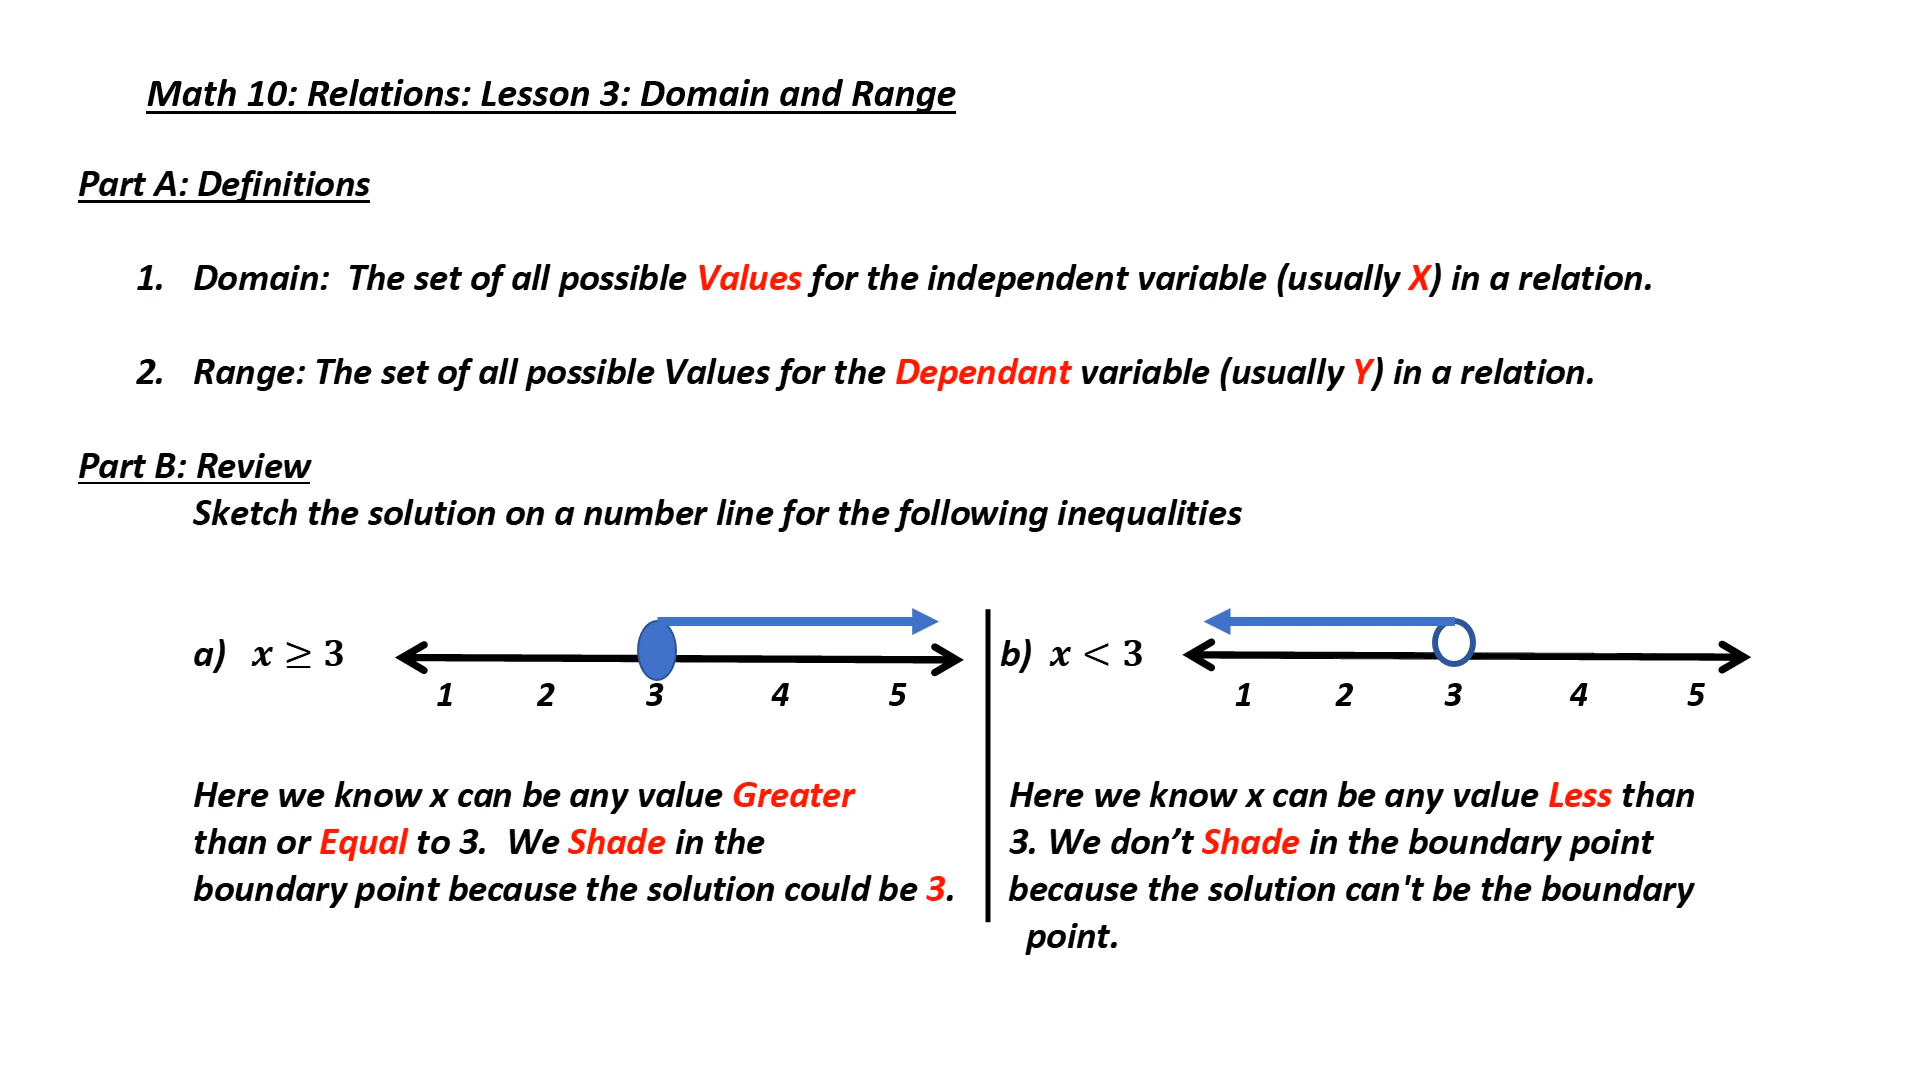 Math 10: Relations: Lesson 3: Domain and Range
Part A: Definitions
1. Domain: The set of all possible Values for the independent variable (usually X) in a relation.
2. Range: The set of all possible Values for the Dependant variable (usually Y) in a relation.
Part B: Review
Sketch the solution on a number line for the following inequalities
a) x ≥ 3
1 2 3 4 5
Here we know x can be any value Greater
than or Equal to 3. We Shade in the
boundary point because the solution could be 3.
b) x < 3
1 2 3 4 5
Here we know x can be any value Less than
3. We don’t Shade in the boundary point
because the solution can't be the boundary
point.